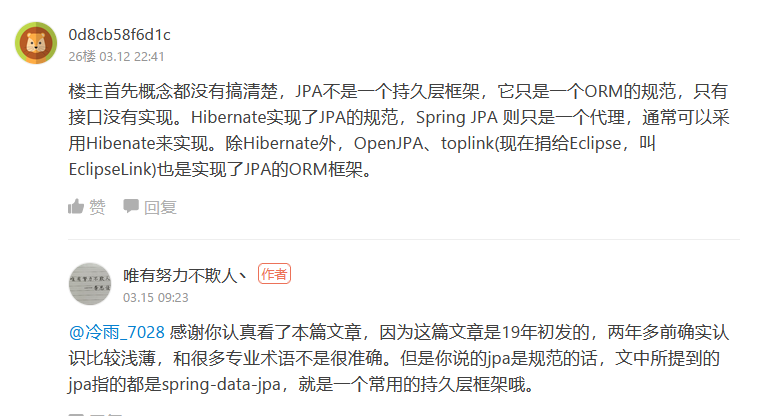 0d8cb58f6d1c
26楼 03.12 22:41
楼主首先概念都没有搞清楚，JPA不是一个持久层框架，它只是一个ORM的规范，只有
接口没有实现。Hibernate实现了JPA的规范，Spring JPA 则只是一个代理，通常可以采
用Hibenate来实现。除Hibernate外，OpenJPA、toplink(现在捐给Eclipse，叫
EclipseLink)也是实现了JPA的ORM框架。
赞 回复
唯有努力不欺人丶 作者
03.15 09:23
@冷雨_7028 感谢你认真看了本篇文章，因为这篇文章是19年初发的，两年多前确实认
识比较浅薄，和很多专业术语不是很准确。但是你说的jpa是规范的话，文中所提到的
jpa指的都是spring-data-jpa，就是一个常用的持久层框架哦。